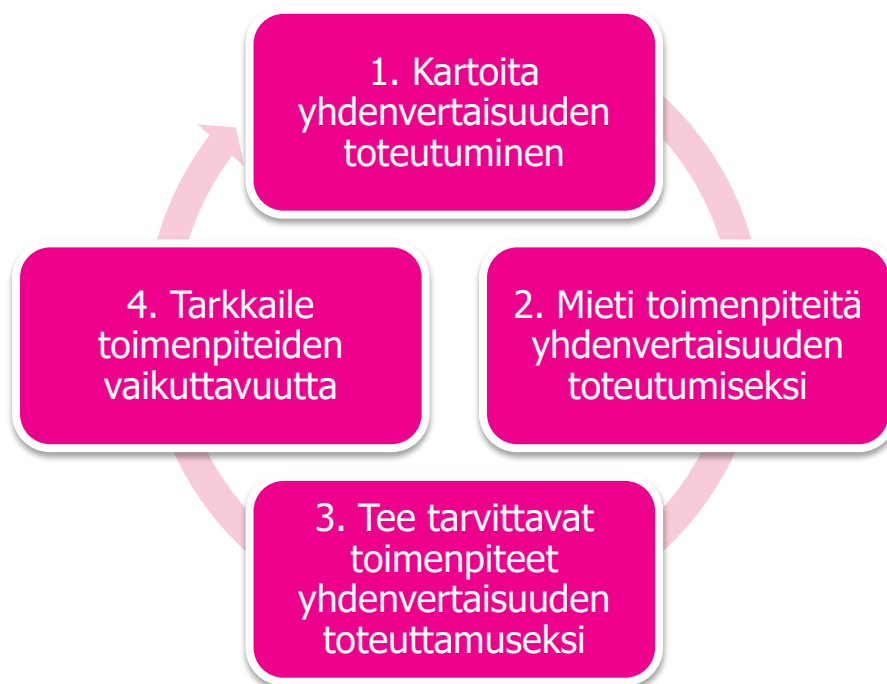 1. Kartoita
yhdenvertaisuuden
toteutuminen
2. Mieti toimenpiteitä
yhdenvertaisuuden
toteutumiseksi
3. Tee tarvittavat
toimenpiteet
yhdenvertaisuuden
toteuttamuseksi
4. Tarkkaile
toimenpiteiden
vaikuttavuutta